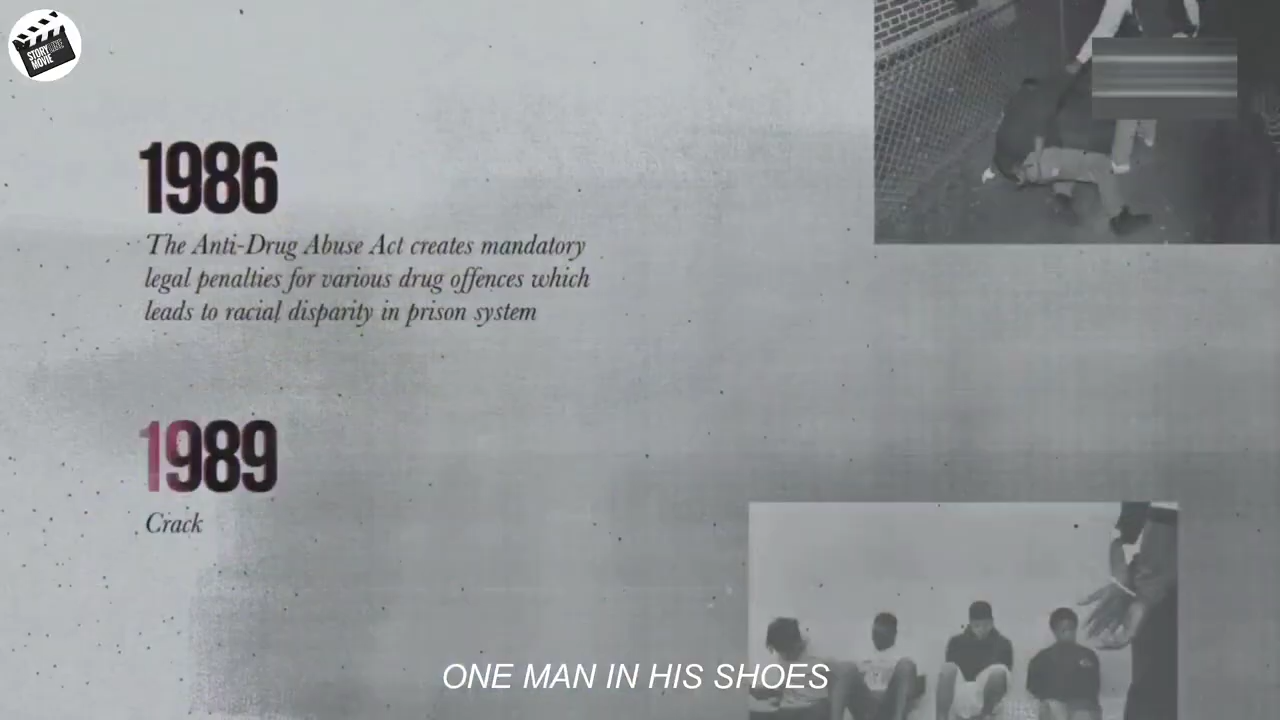 STORYLINE
MOVIE
1986
The Anti-Drug Abuse Act creates mandatory
legal penalties for various drug offences which
leads to racial disparity in prison system
1989
Crack
ONE MAN IN HIS SHOES